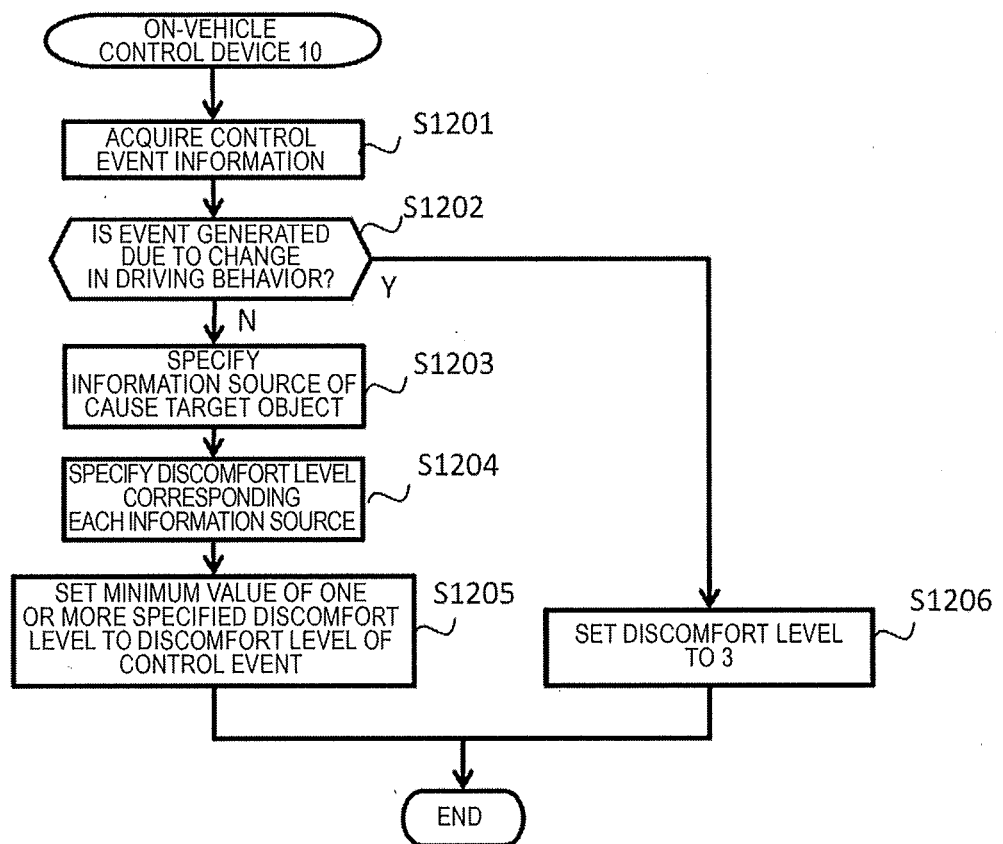 ON-VEHICLE
CONTROL DEVICE 10
S1201
ACQUIRE CONTROL
EVENT INFORMATION
S1202
IS EVENT GENERATED
DUE TO CHANGE
IN DRIVING BEHAVIOR?
Y
N
S1203
SPECIFY
INFORMATION SOURCE OF
CAUSE TARGET OBJECT
S1204
SPECIFY DISCOMFORT LEVEL
CORRESPONDING
EACH INFORMATION SOURCE
S1205
SET MINIMUM VALUE OF ONE
OR MORE SPECIFIED DISCOMFORT
LEVEL TO DISCOMFORT LEVEL OF
CONTROL EVENT
S1206
SET DISCOMFORT LEVEL
TO 3
END